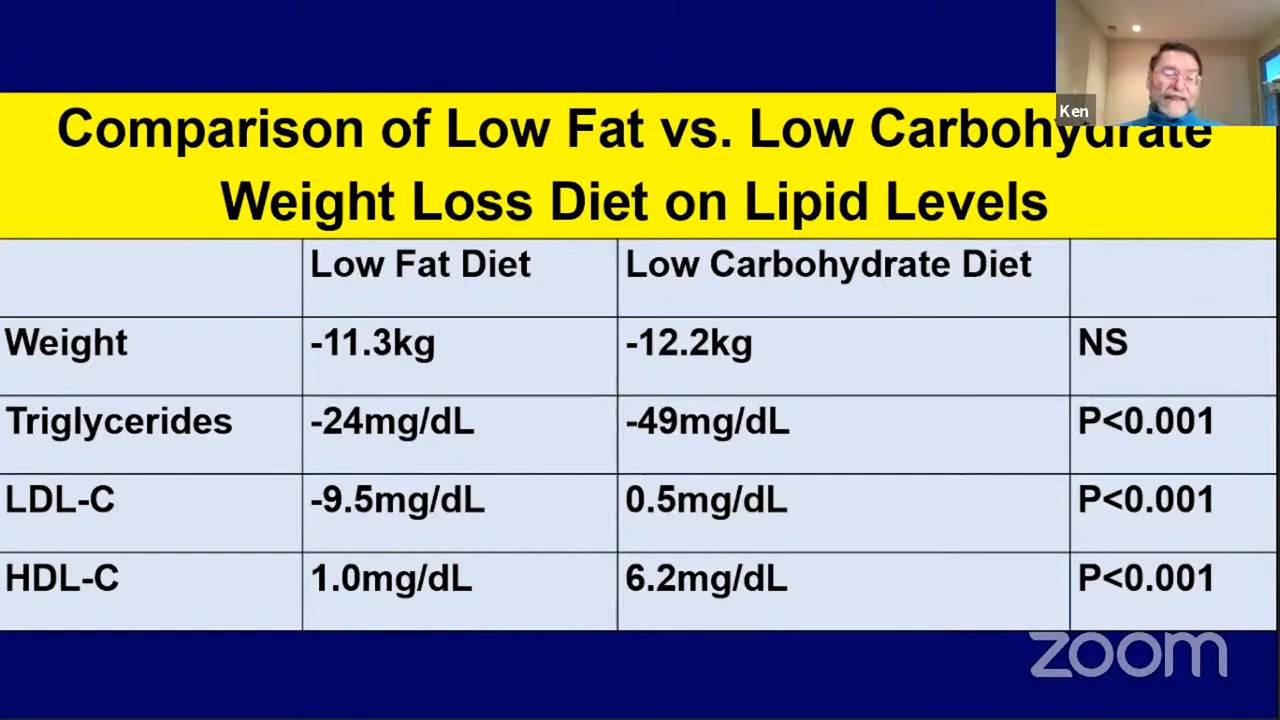 Ken
Comparison of Low Fat vs. Low Carbohydrate
Weight Loss Diet on Lipid Levels
Low Fat Diet Low Carbohydrate Diet
Weight -11.3kg -12.2kg NS
Triglycerides -24mg/dL -49mg/dL P<0.001
LDL-C -9.5mg/dL 0.5mg/dL P<0.001
HDL-C 1.0mg/dL 6.2mg/dL P<0.001
zoom